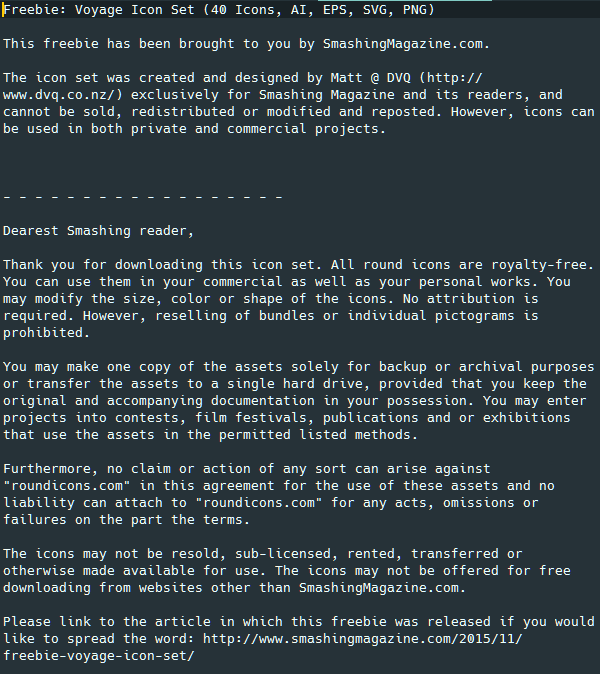 Freebie: Voyage Icon Set (40 Icons, AI, EPS, SVG, PNG)
This freebie has been brought to you by SmashingMagazine.com.
The icon set was created and designed by Matt @ DVQ (http://
www.dvq.co.nz/) exclusively for Smashing Magazine and its readers, and
cannot be sold, redistributed or modified and reposted. However, icons can
be used in both private and commercial projects.
- - - - - - - - - - - - - - - - - -
Dearest Smashing reader,
Thank you for downloading this icon set. All round icons are royalty-free.
You can use them in your commercial as well as your personal works. You
may modify the size, color or shape of the icons. No attribution is
required. However, reselling of bundles or individual pictograms is
prohibited.
You may make one copy of the assets solely for backup or archival purposes
or transfer the assets to a single hard drive, provided that you keep the
original and accompanying documentation in your possession. You may enter
projects into contests, film festivals, publications and or exhibitions
that use the assets in the permitted listed methods.
Furthermore, no claim or action of any sort can arise against
"roundicons.com" in this agreement for the use of these assets and no
liability can attach to "roundicons.com" for any acts, omissions or
failures on the part the terms.
The icons may not be resold, sub-licensed, rented, transferred or
otherwise made available for use. The icons may not be offered for free
downloading from websites other than SmashingMagazine.com.
Please link to the article in which this freebie was released if you would
like to spread the word: http://www.smashingmagazine.com/2015/11/
freebie-voyage-icon-set/